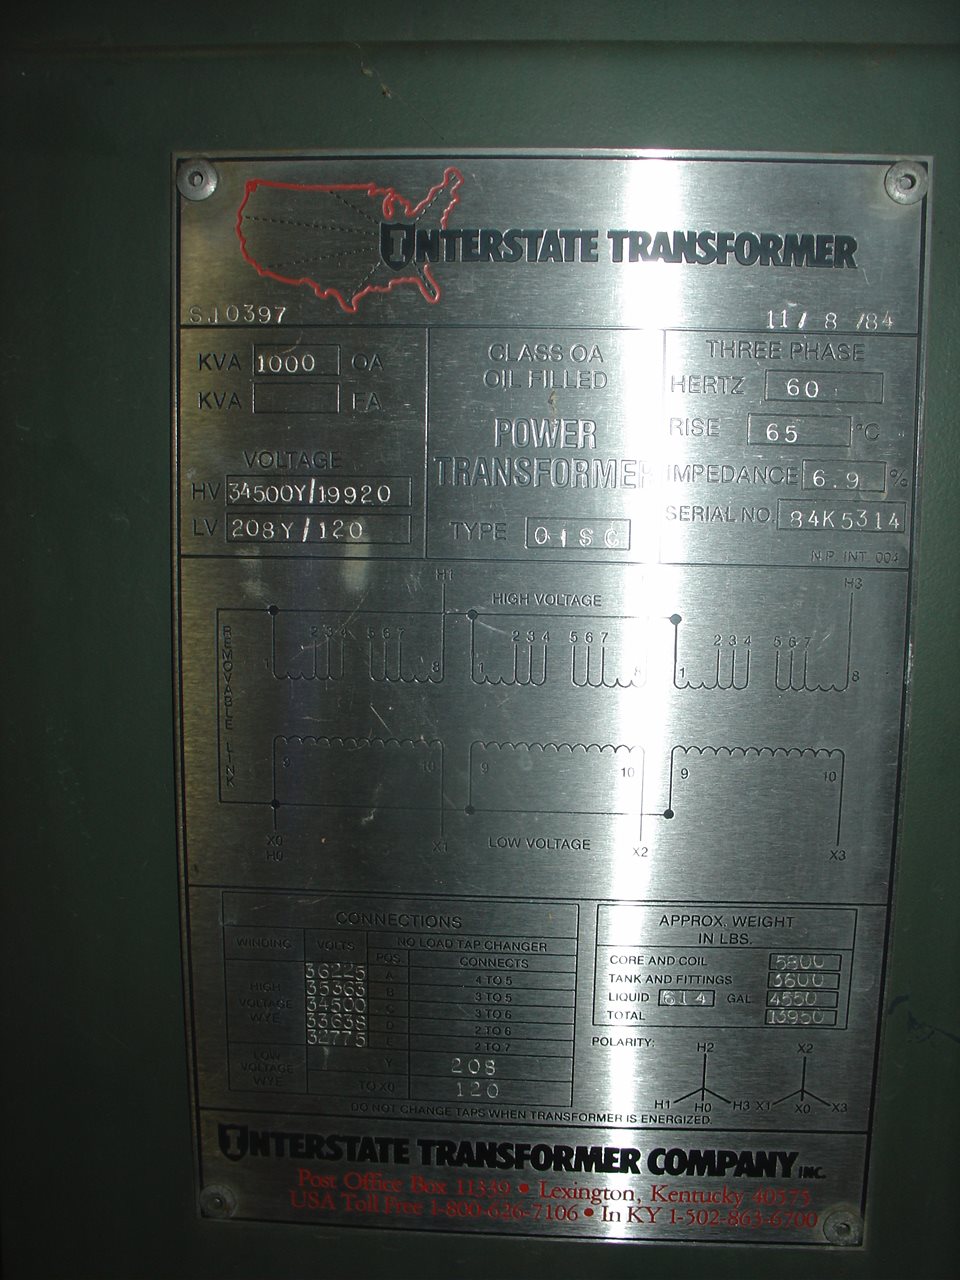 INTERSTATE TRANSFORMER
S.10397
11/ 8 /84
KVA 1000 OA
KVA FA
VOLTAGE
HV 34500Y/19920
LV 208Y/120
CLASS OA
OIL FILLED
POWER
TRANSFORMER
TYPE OISC
THREE PHASE
HERTZ 60
RISE 65 °C
IMPEDANCE 6.9 %
SERIAL NO. 84K5314
N.P. INT. 004
H1 H3
HIGH VOLTAGE
REMOVABLE LINK
1 2 3 4 5 6 7 8
1 2 3 4 5 6 7 8
1 2 3 4 5 6 7 8
9 10 9 10 9 10
LOW VOLTAGE
X0 X1 X2 X3
H0
CONNECTIONS
WINDING VOLTS NO LOAD TAP CHANGER
POS. CONNECTS
HIGH VOLTAGE WYE
36225 A 4 TO 5
35363 B 3 TO 5
34500 C 3 TO 6
33638 D 2 TO 6
32775 E 2 TO 7
LOW VOLTAGE WYE
Y 208
TO X0 120
DO NOT CHANGE TAPS WHEN TRANSFORMER IS ENERGIZED.
APPROX. WEIGHT
IN LBS.
CORE AND COIL 5800
TANK AND FITTINGS 3600
LIQUID 614 GAL 4550
TOTAL 13950
POLARITY:
H2 X2
H1 H0 H3 X1 X0 X3
INTERSTATE TRANSFORMER COMPANY INC.
Post Office Box 11339 • Lexington, Kentucky 40575
USA Toll Free 1-800-626-7106 • In KY 1-502-863-6700